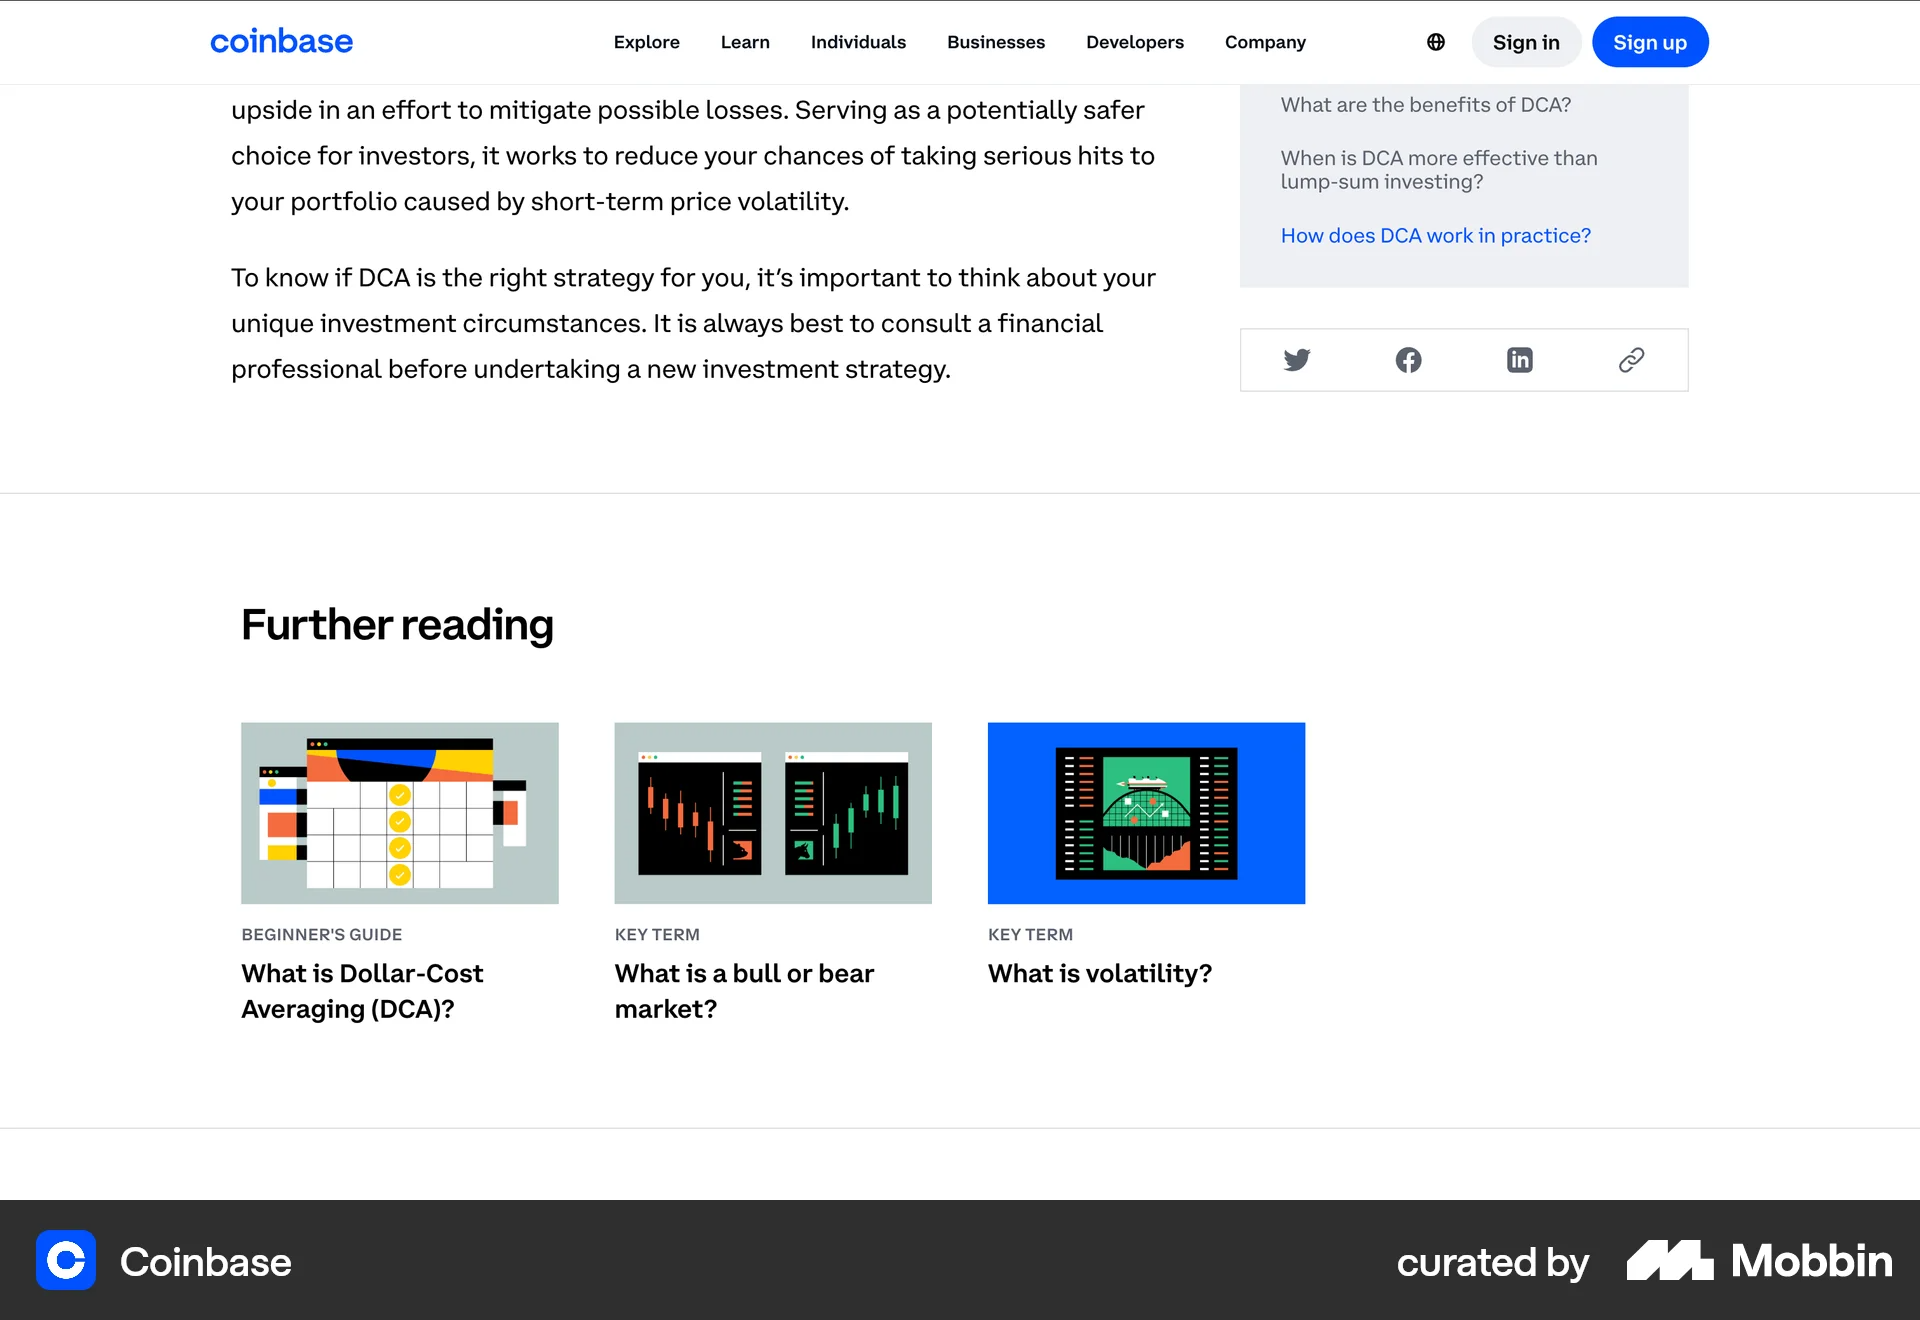 coinbase
Explore
Learn
Individuals
Businesses
Developers
Company
Sign in
Sign up
upside in an effort to mitigate possible losses. Serving as a potentially safer
choice for investors, it works to reduce your chances of taking serious hits to
your portfolio caused by short-term price volatility.
To know if DCA is the right strategy for you, it’s important to think about your
unique investment circumstances. It is always best to consult a financial
professional before undertaking a new investment strategy.
What are the benefits of DCA?
When is DCA more effective than
lump-sum investing?
How does DCA work in practice?
Further reading
BEGINNER'S GUIDE
What is Dollar-Cost
Averaging (DCA)?
KEY TERM
What is a bull or bear
market?
KEY TERM
What is volatility?
Coinbase
curated by
Mobbin